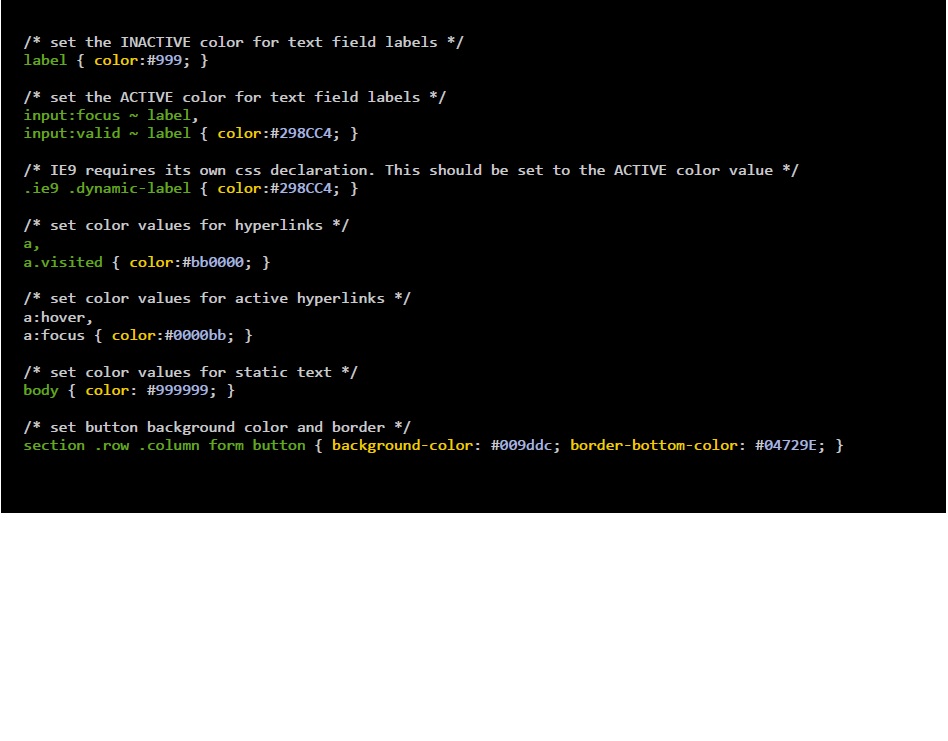 /* set the INACTIVE color for text field labels */
label { color:#999; }
/* set the ACTIVE color for text field labels */
input:focus ~ label,
input:valid ~ label { color:#298CC4; }
/* IE9 requires its own css declaration. This should be set to the ACTIVE color value */
.ie9 .dynamic-label { color:#298CC4; }
/* set color values for hyperlinks */
a,
a.visited { color:#bb0000; }
/* set color values for active hyperlinks */
a:hover,
a:focus { color:#0000bb; }
/* set color values for static text */
body { color: #999999; }
/* set button background color and border */
section .row .column form button { background-color: #009ddc; border-bottom-color: #04729E; }